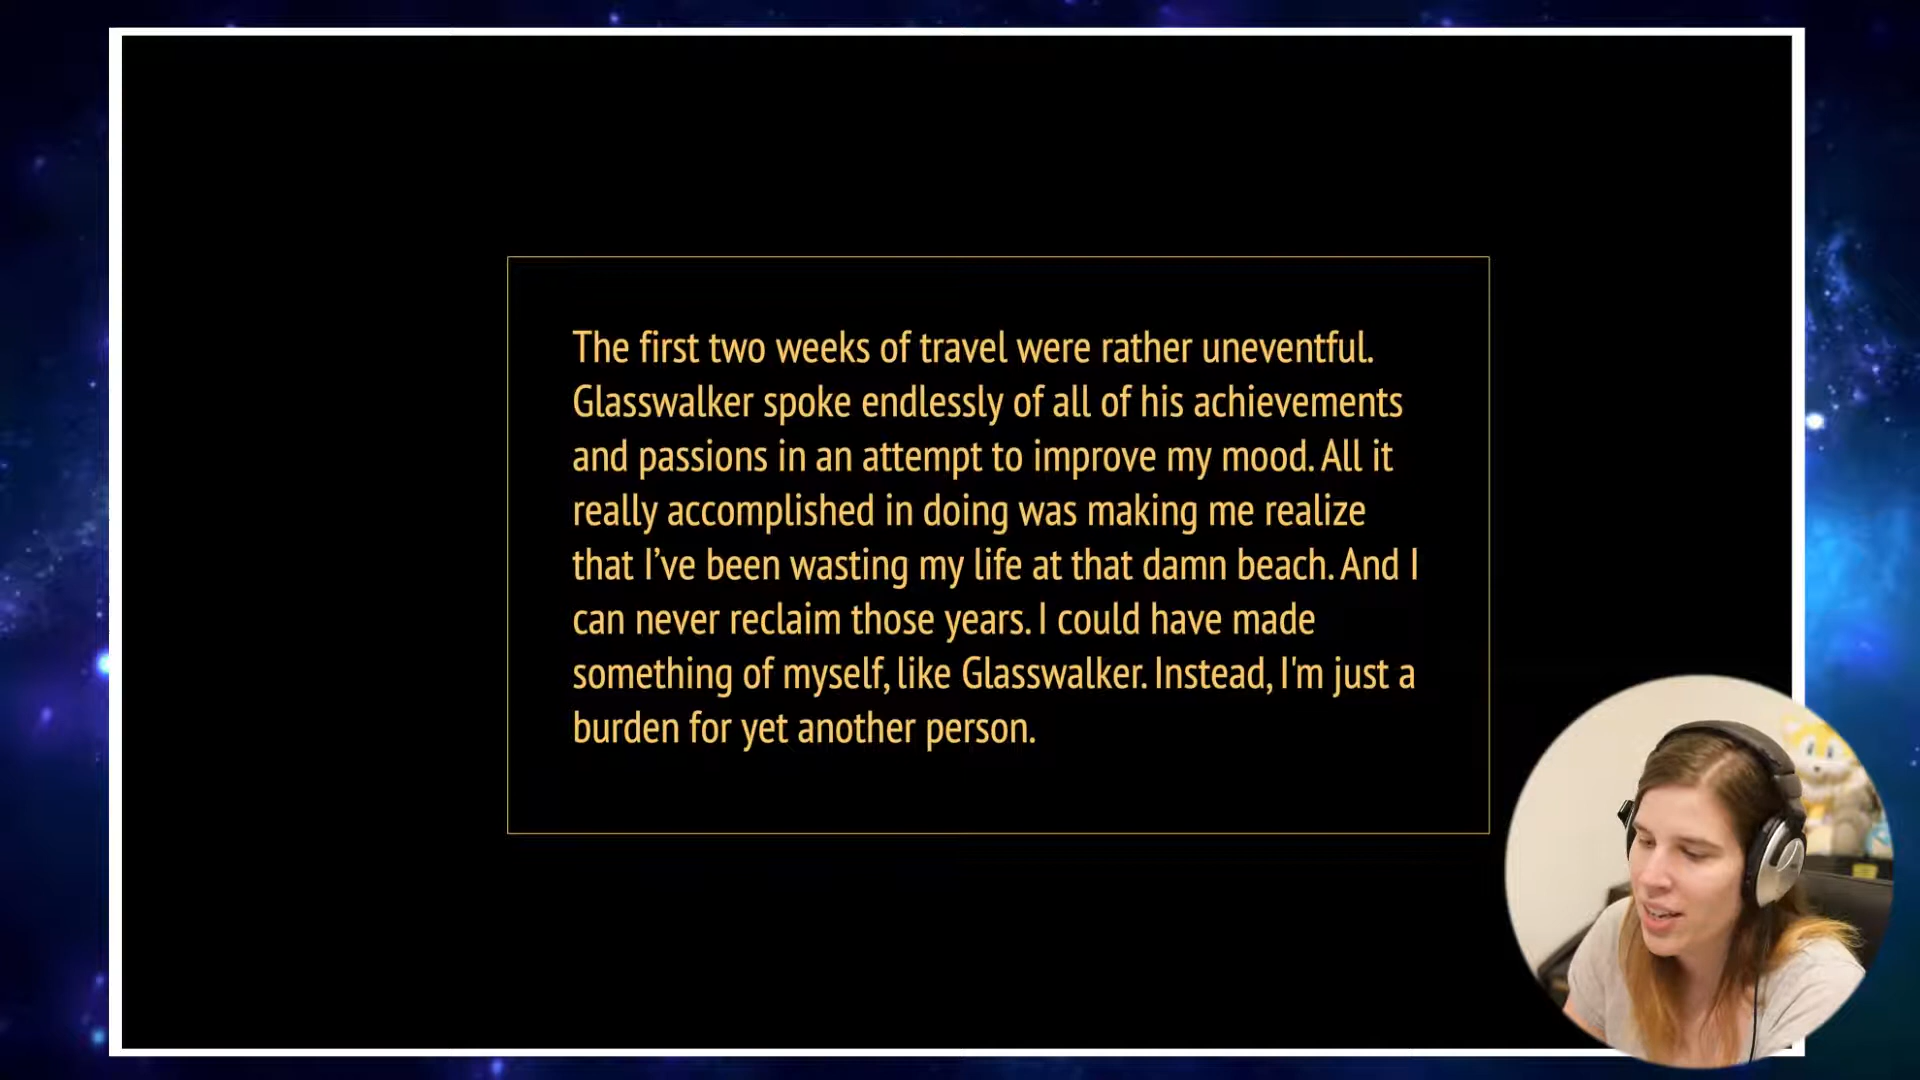 The first two weeks of travel were rather uneventful.
Glasswalker spoke endlessly of all of his achievements
and passions in an attempt to improve my mood. All it
really accomplished in doing was making me realize
that I’ve been wasting my life at that damn beach. And I
can never reclaim those years. I could have made
something of myself, like Glasswalker. Instead, I'm just a
burden for yet another person.